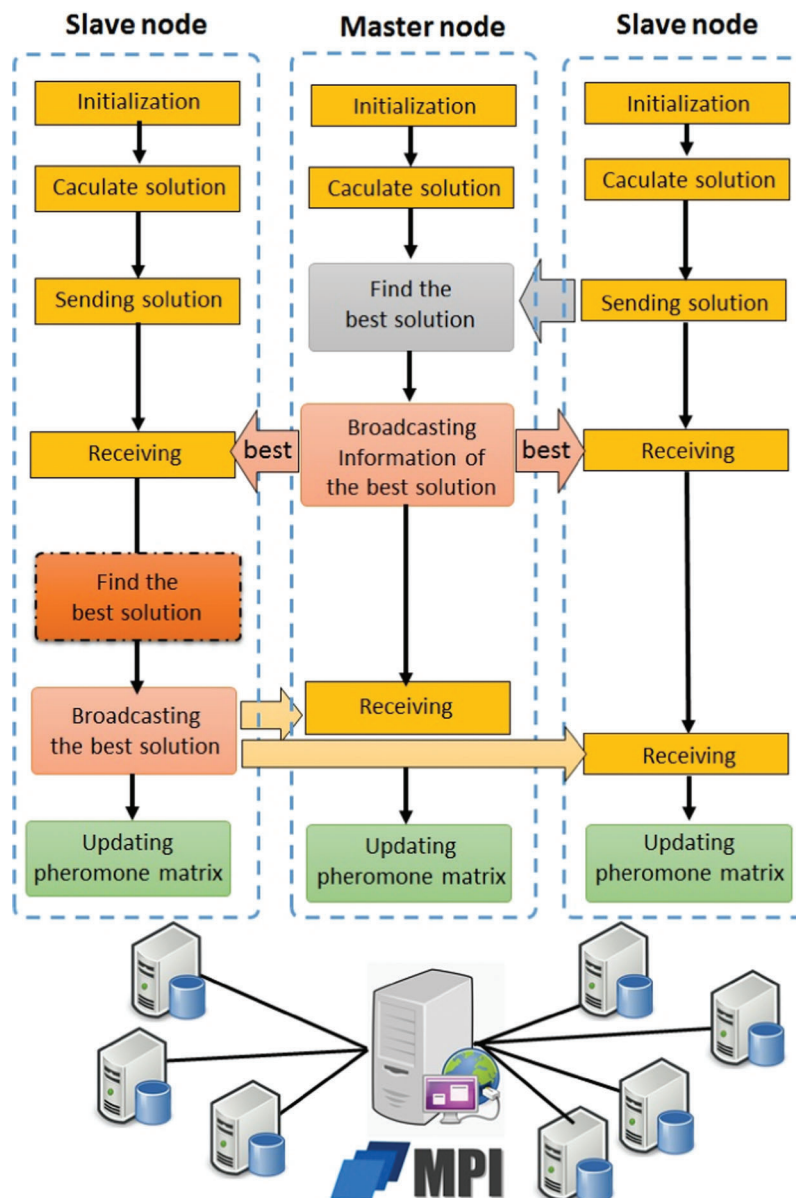 Slave node
Master node
Slave node
Initialization
Initialization
Initialization
Caculate solution
Caculate solution
Caculate solution
Sending solution
Find the
best solution
Sending solution
Receiving
best
Broadcasting
Information of
the best solution
best
Receiving
Find the
best solution
Broadcasting
the best solution
Receiving
Receiving
Updating
pheromone matrix
Updating
pheromone matrix
Updating
pheromone matrix
MPI